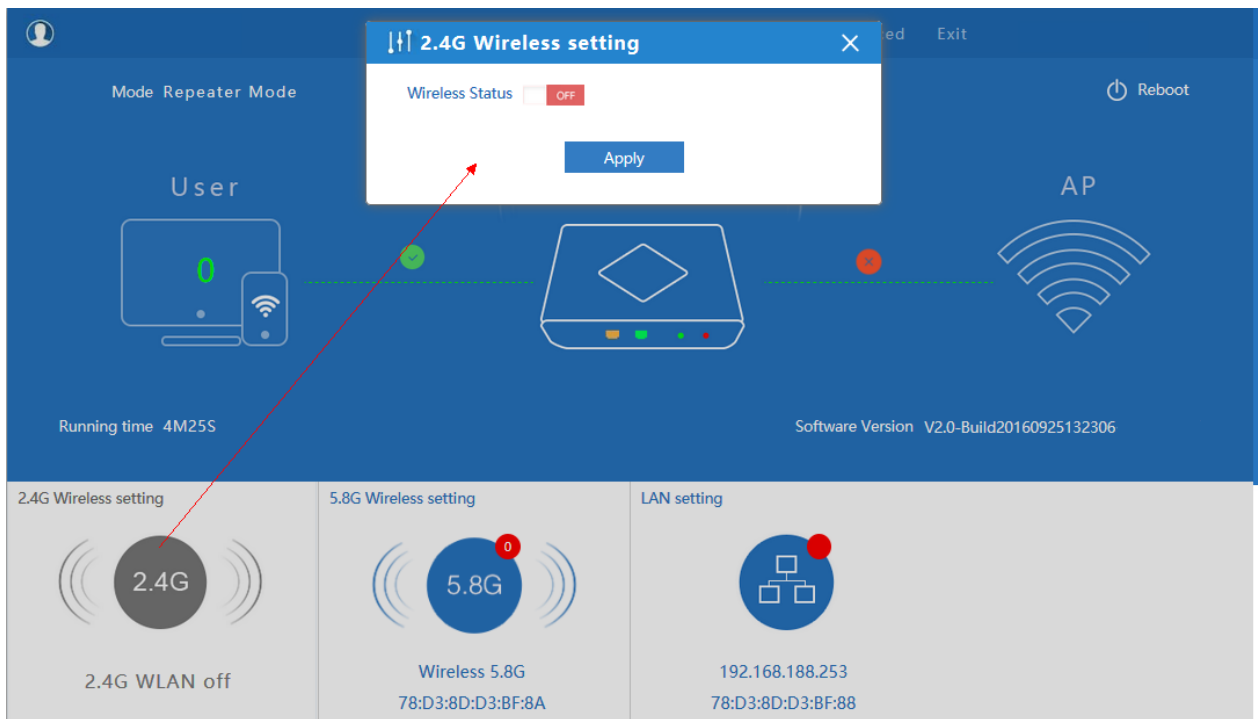 2.4G Wireless setting
Exit
Wireless Status OFF
Apply
Mode Repeater Mode
Reboot
User
AP
0
Running time 4M25S
Software Version V2.0-Build20160925132306
2.4G Wireless setting
5.8G Wireless setting
LAN setting
0
2.4G
5.8G
2.4G WLAN off
Wireless 5.8G
192.168.188.253
78:D3:8D:D3:BF:8A
78:D3:8D:D3:BF:88